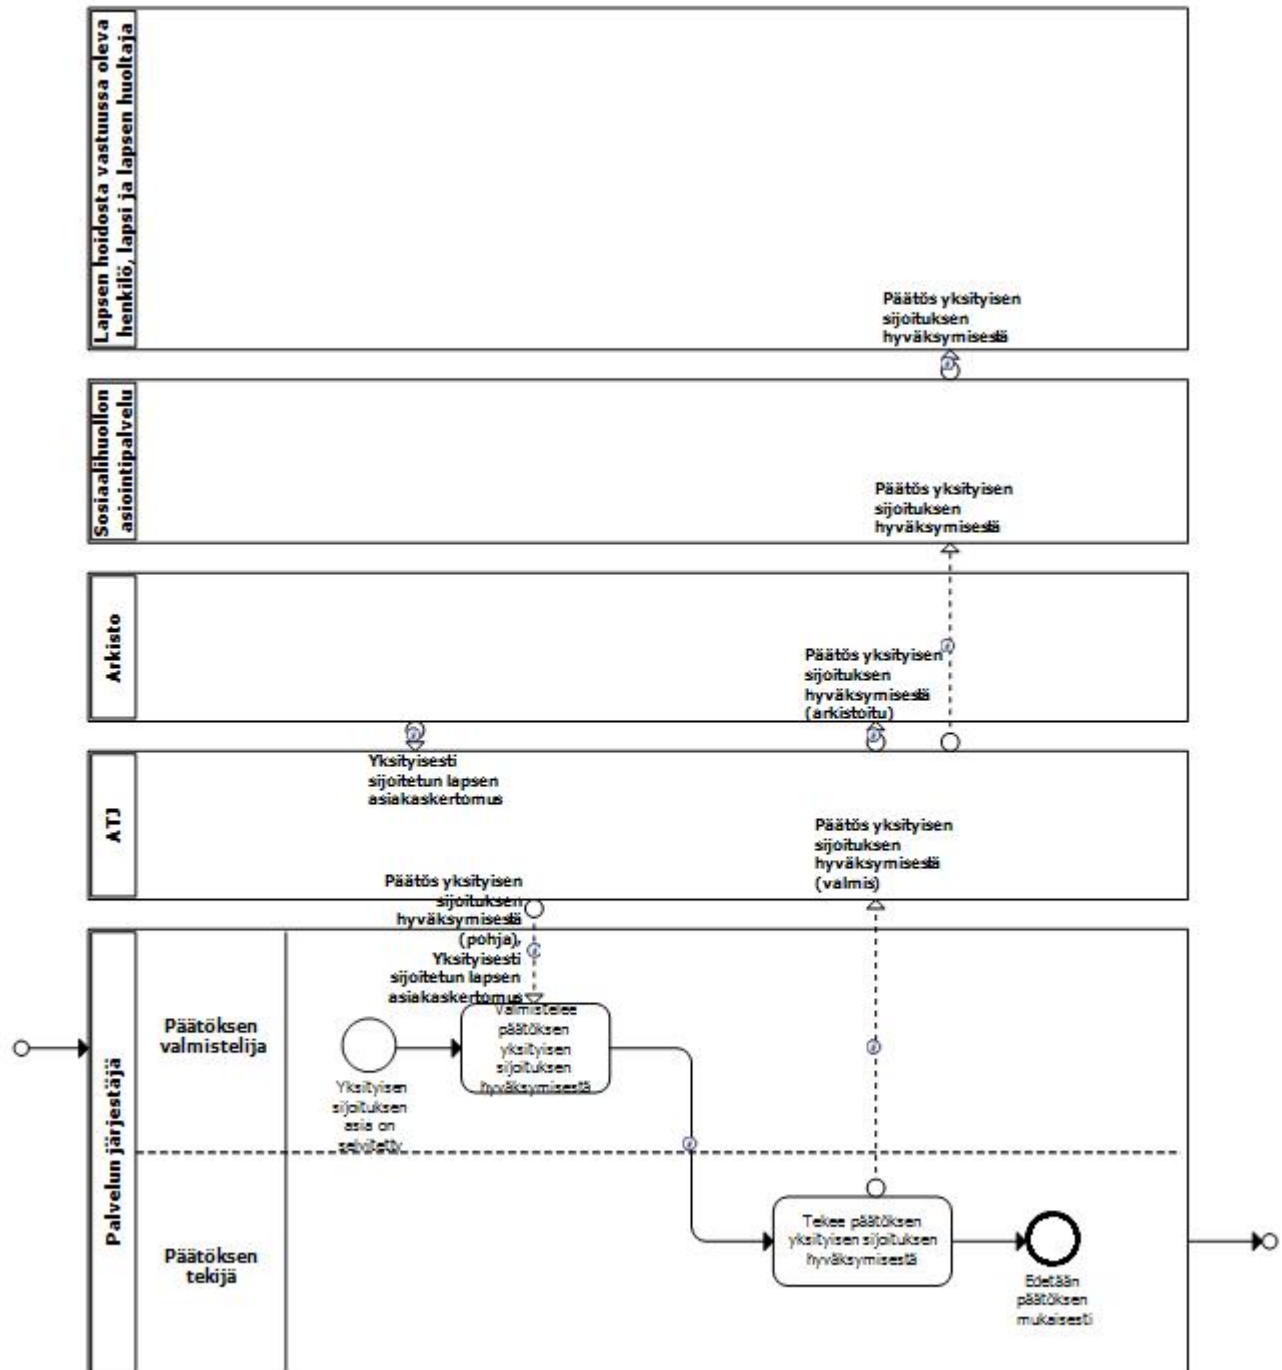 Lapsen hoidosta vastuussa oleva
henkilö, lapsi ja lapsen huoltaja
Päätös yksityisen
sijoituksen
hyväksymisestä
Sosiaalihuollon
asiointipalvelu
Päätös yksityisen
sijoituksen
hyväksymisestä
Arkisto
Päätös yksityisen
sijoituksen
hyväksymisestä
(arkistoitu)
ATJ
Yksityisesti
sijoitetun lapsen
asiakaskertomus
Päätös yksityisen
sijoituksen
hyväksymisestä
(valmis)
Päätös yksityisen
sijoituksen
hyväksymisestä
(pohja),
Yksityisesti
sijoitetun lapsen
asiakaskertomus
Palvelun järjestäjä
Päätöksen
valmistelija
Yksityisen
sijoituksen
asia on
selvitetty
Valmistelee
päätöksen
yksityisen
sijoituksen
hyväksymisestä
Päätöksen
tekijä
Tekee päätöksen
yksityisen sijoituksen
hyväksymisestä
Edetään
päätöksen
mukaisesti